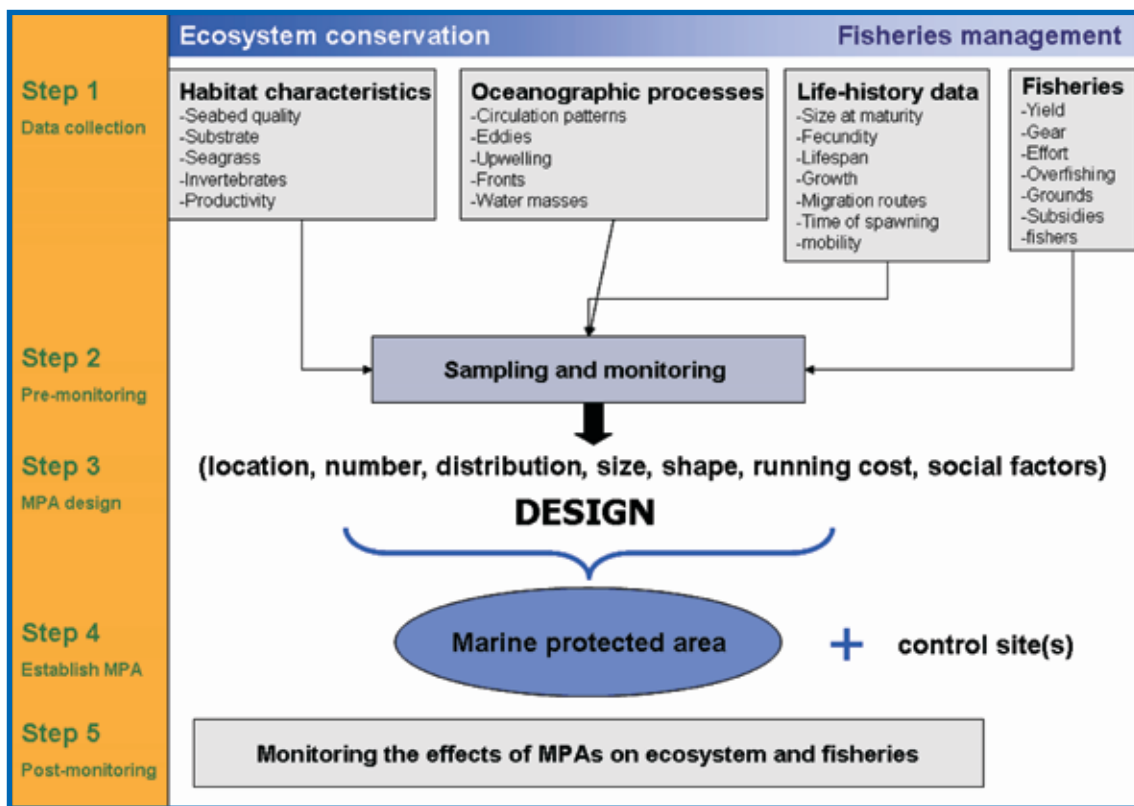 Ecosystem conservation
Fisheries management
Step 1
Data collection
Habitat characteristics
-Seabed quality
-Substrate
-Seagrass
-Invertebrates
-Productivity
Oceanographic processes
-Circulation patterns
-Eddies
-Upwelling
-Fronts
-Water masses
Life-history data
-Size at maturity
-Fecundity
-Lifespan
-Growth
-Migration routes
-Time of spawning
-mobility
Fisheries
-Yield
-Gear
-Effort
-Overfishing
-Grounds
-Subsidies
-fishers
Step 2
Pre-monitoring
Sampling and monitoring
Step 3
MPA design
(location, number, distribution, size, shape, running cost, social factors)
DESIGN
Step 4
Establish MPA
Marine protected area
+
control site(s)
Step 5
Post-monitoring
Monitoring the effects of MPAs on ecosystem and fisheries